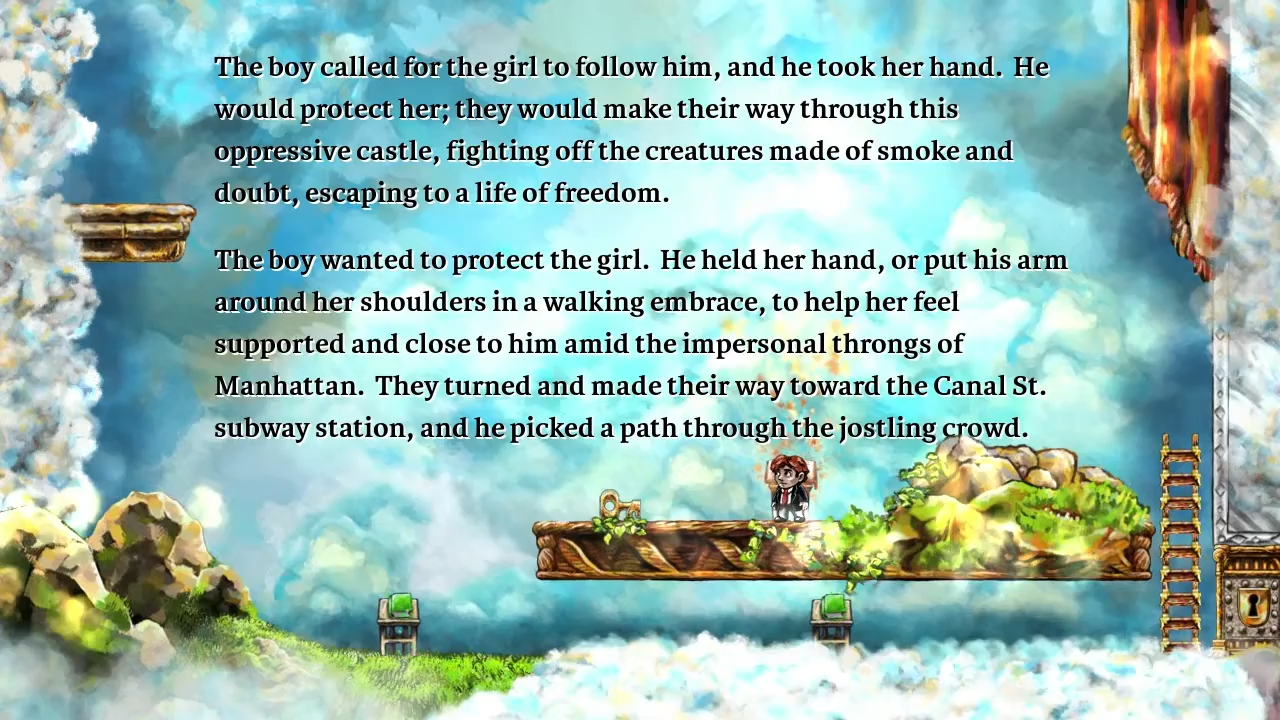 The boy called for the girl to follow him, and he took her hand.  He
would protect her; they would make their way through this
oppressive castle, fighting off the creatures made of smoke and
doubt, escaping to a life of freedom.
The boy wanted to protect the girl.  He held her hand, or put his arm
around her shoulders in a walking embrace, to help her feel
supported and close to him amid the impersonal throngs of
Manhattan.  They turned and made their way toward the Canal St.
subway station, and he picked a path through the jostling crowd.